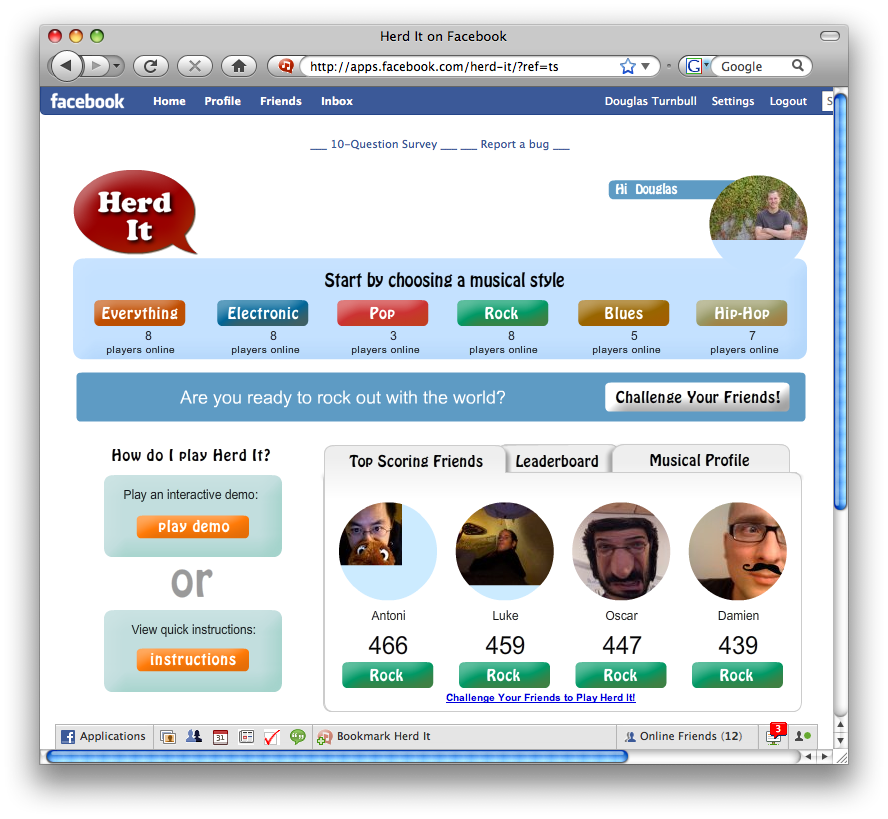 Herd It on Facebook
http://apps.facebook.com/herd-it/?ref=ts
G
Google
facebook Home Profile Friends Inbox Douglas Turnbull Settings Logout S
___ 10-Question Survey ___ ___ Report a bug ___
Herd
It
Hi Douglas
Start by choosing a musical style
Everything Electronic Pop Rock Blues Hip-Hop
8 8 3 8 5 7
players online players online players online players online players online players online
Are you ready to rock out with the world? Challenge Your Friends!
How do I play Herd It?
Play an interactive demo:
play demo
or
View quick instructions:
instructions
Top Scoring Friends Leaderboard Musical Profile
Antoni Luke Oscar Damien
466 459 447 439
Rock Rock Rock Rock
Challenge Your Friends to Play Herd It!
f Applications 31 Bookmark Herd It Online Friends (12) 3